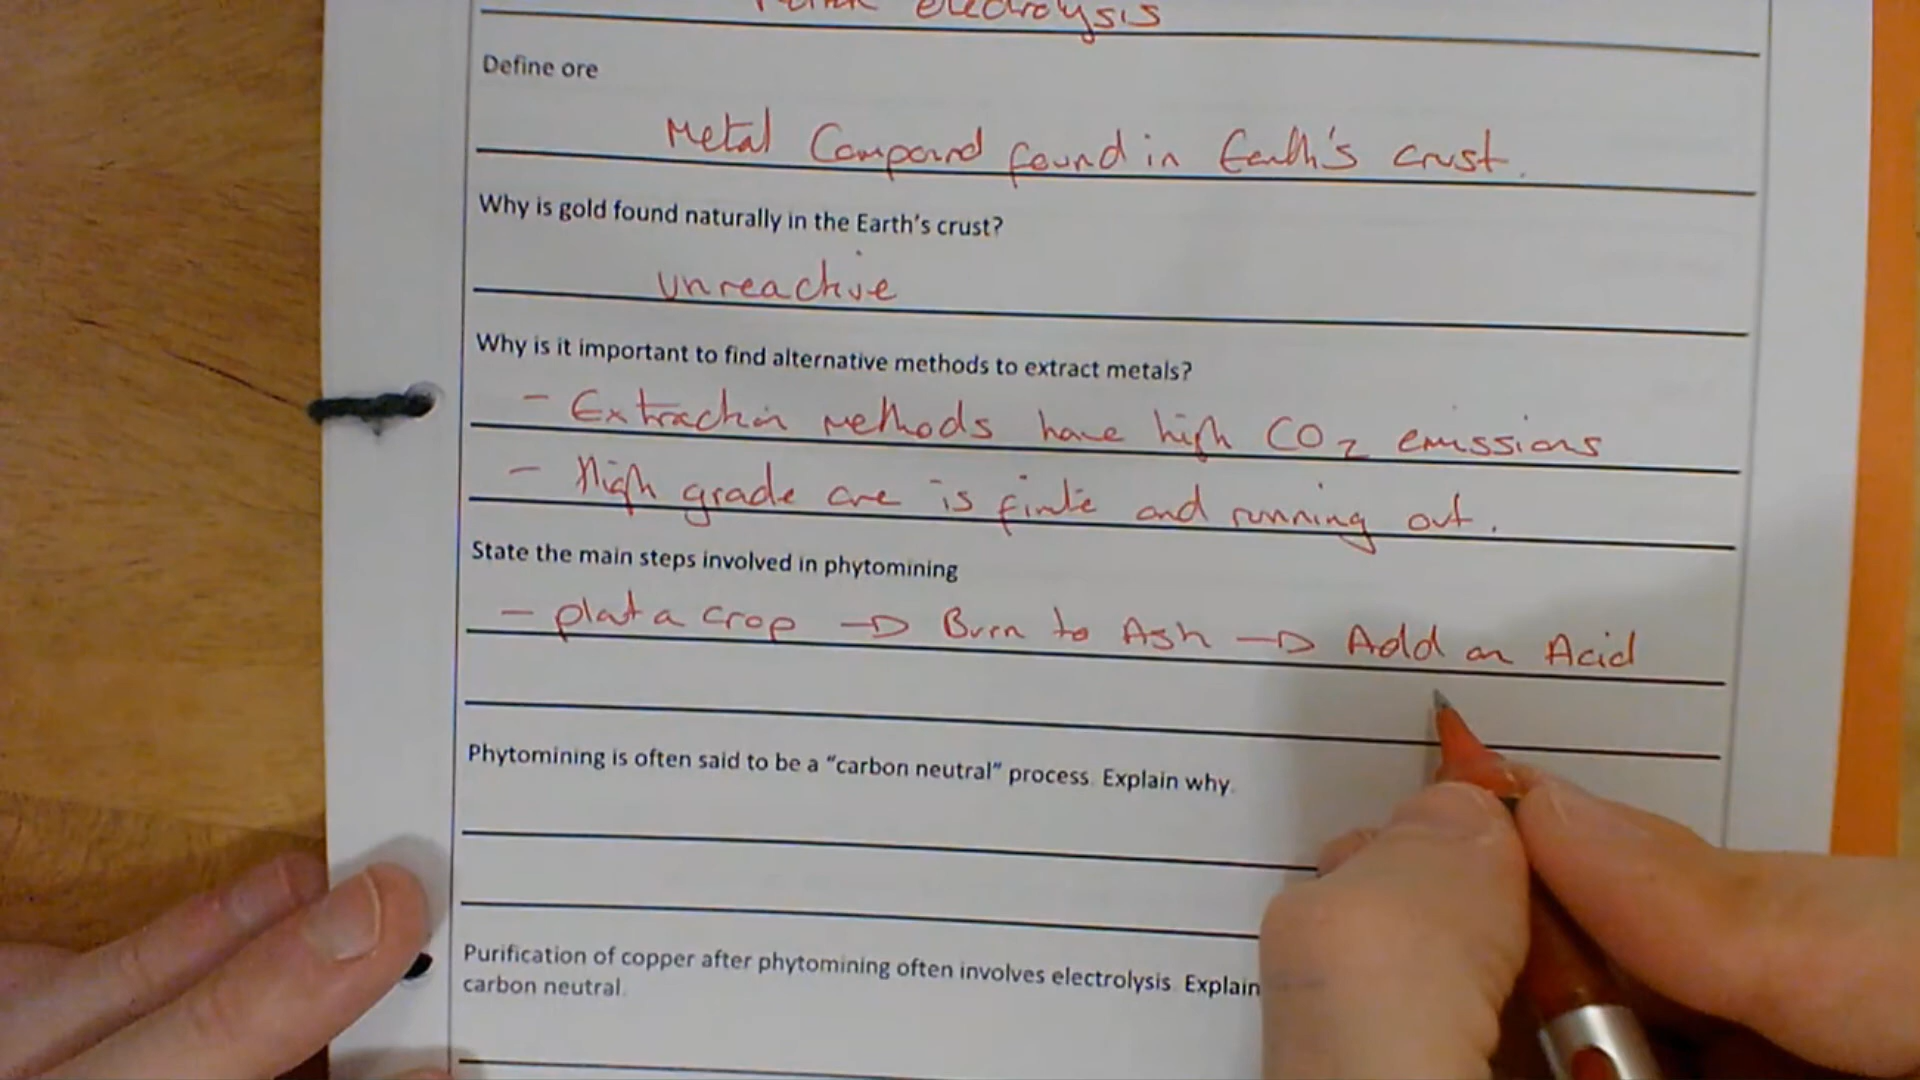 electrolysis
Define ore
Metal Compound found in Earth's crust.
Why is gold found naturally in the Earth's crust?
unreactive
Why is it important to find alternative methods to extract metals?
- Extraction methods have high CO2 emissions
- High grade ore is finite and running out.
State the main steps involved in phytomining
- plant a crop → Burn to Ash → Add an Acid
Phytomining is often said to be a “carbon neutral” process. Explain why.
Purification of copper after phytomining often involves electrolysis. Explain
carbon neutral.